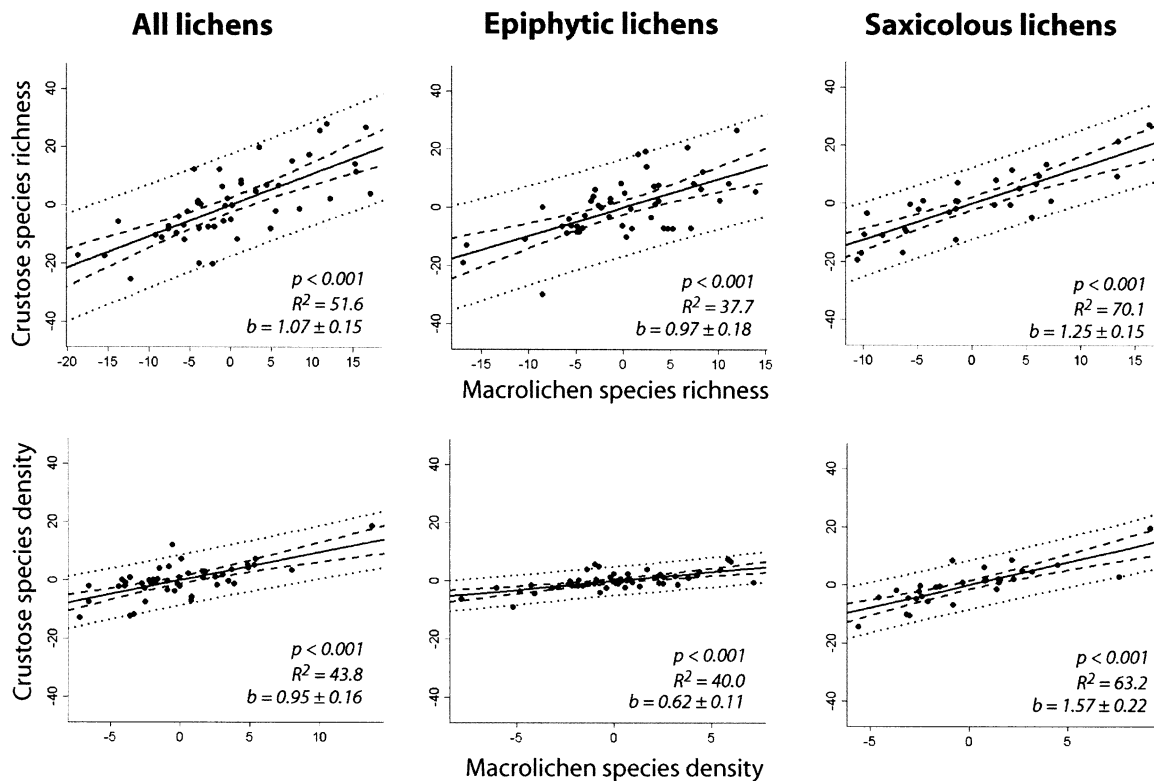 All lichens
Epiphytic lichens
Saxicolous lichens
Crustose species richness
40
20
0
-20
-40
p < 0.001
R² = 51.6
b = 1.07 ± 0.15
-20 -15 -10 -5 0 5 10 15
40
20
0
-20
-40
p < 0.001
R² = 37.7
b = 0.97 ± 0.18
-15 -10 -5 0 5 10 15
40
20
0
-20
-40
p < 0.001
R² = 70.1
b = 1.25 ± 0.15
-10 -5 0 5 10 15
Macrolichen species richness
Crustose species density
40
20
0
-20
-40
p < 0.001
R² = 43.8
b = 0.95 ± 0.16
-5 0 5 10
40
20
0
-20
-40
p < 0.001
R² = 40.0
b = 0.62 ± 0.11
-5 0 5
40
20
0
-20
-40
p < 0.001
R² = 63.2
b = 1.57 ± 0.22
-5 0 5
Macrolichen species density